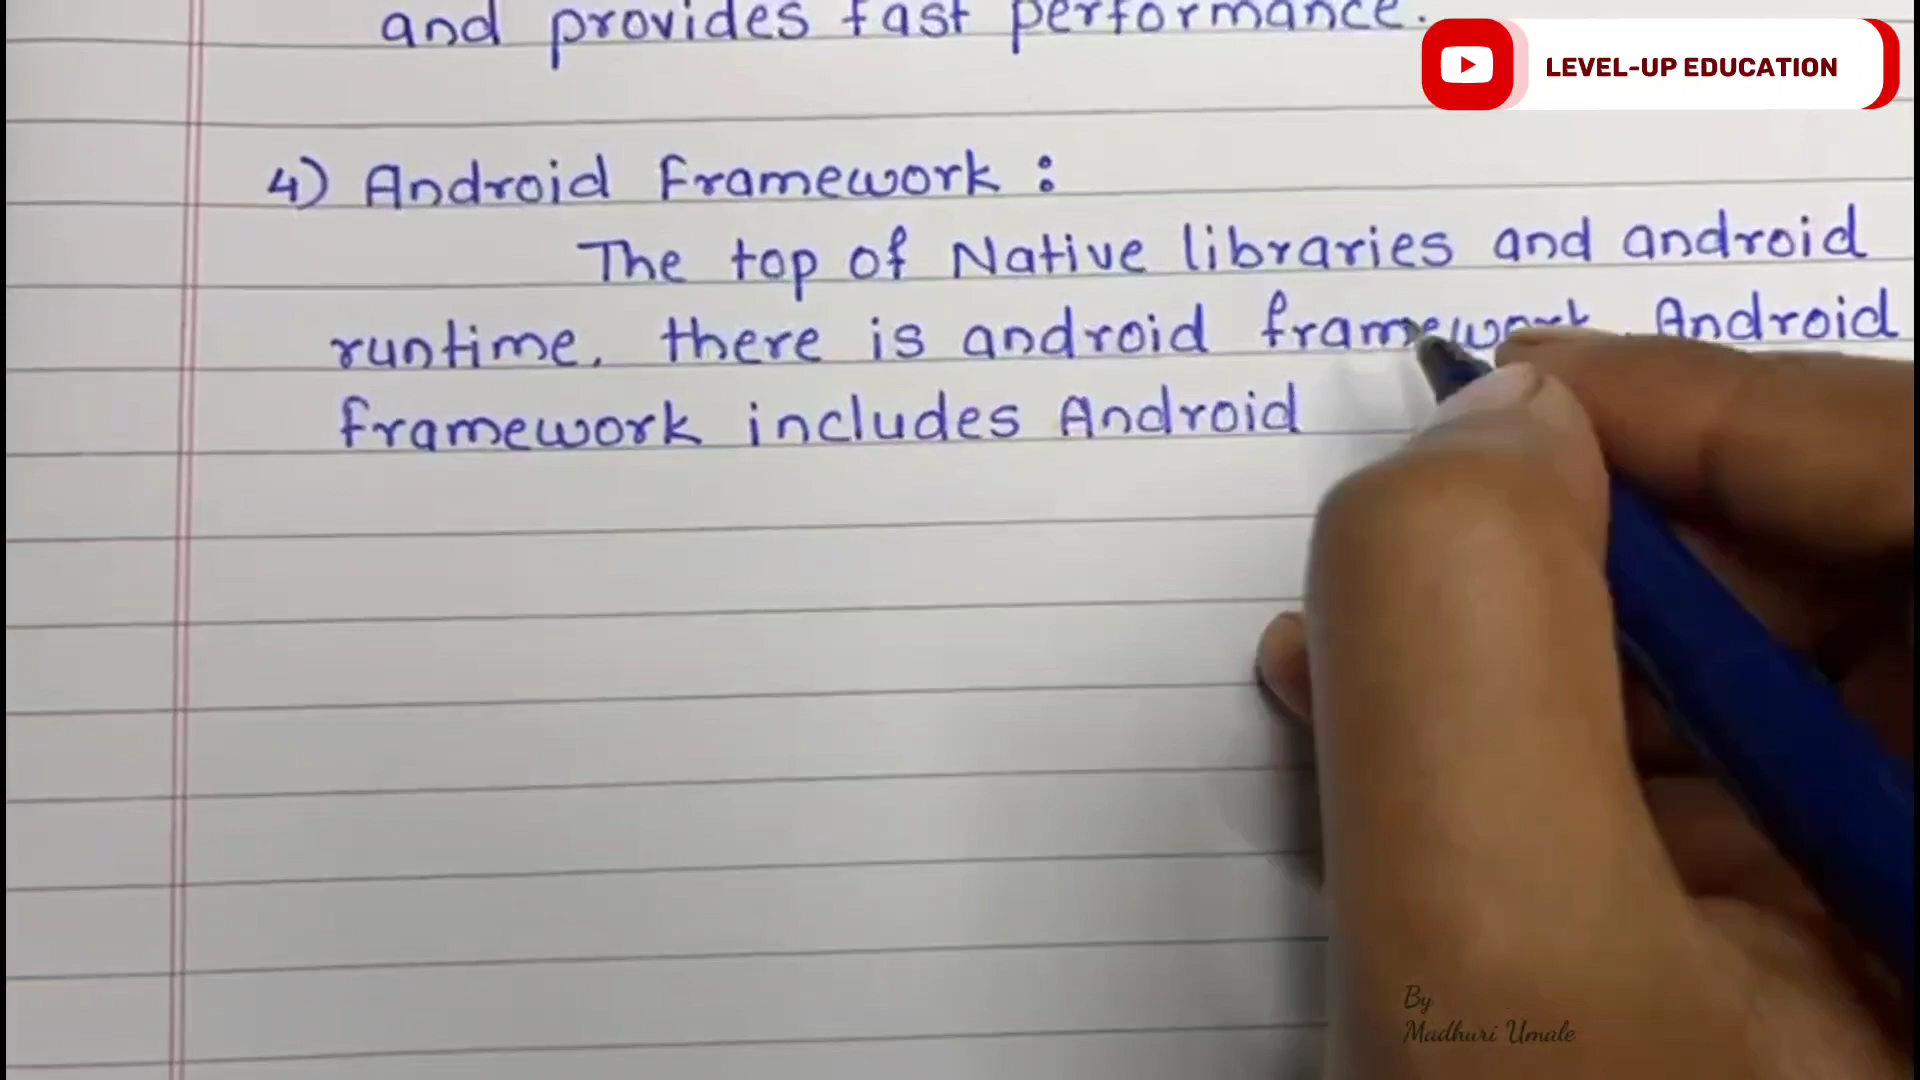 and provides fast performance.
LEVEL-UP EDUCATION
4) Android Framework :
The top of Native libraries and android
runtime, there is android framework. Android
framework includes Android
By
Madhuri Umale